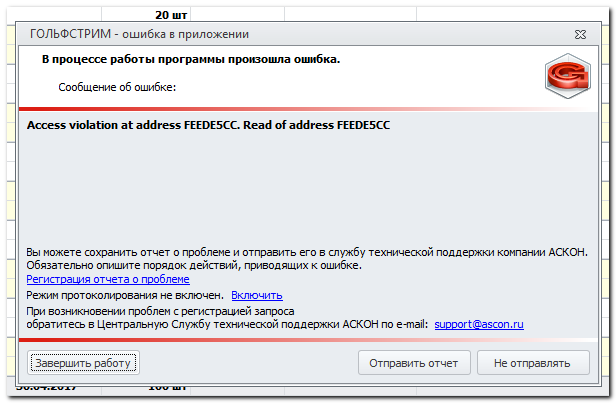 20 шт
ГОЛЬФСТРИМ - ошибка в приложении
В процессе работы программы произошла ошибка.
Сообщение об ошибке:
Access violation at address FEEDE5CC. Read of address FEEDE5CC
Вы можете сохранить отчет о проблеме и отправить его в службу технической поддержки компании АСКОН.
Обязательно опишите порядок действий, приводящих к ошибке.
Регистрация отчета о проблеме
Режим протоколирования не включен. Включить
При возникновении проблем с регистрацией запроса
обратитесь в Центральную Службу технической поддержки АСКОН по e-mail: support@ascon.ru
Завершить работу Отправить отчет Не отправлять
30.04.2017 100 шт